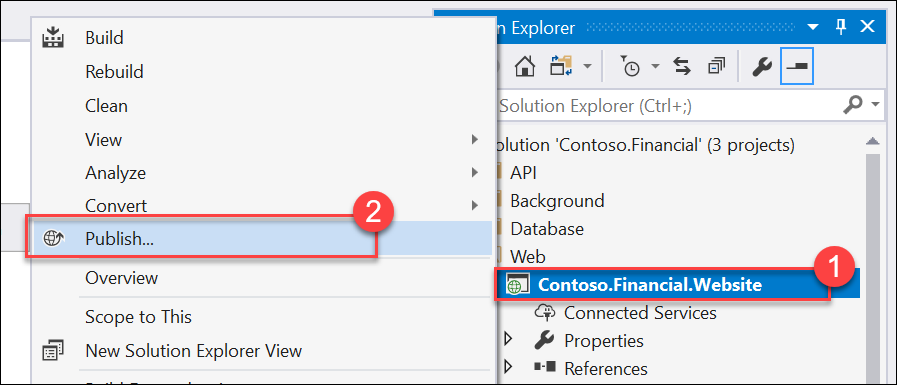 Build
Rebuild
Clean
View
Analyze
Convert
2
Publish...
Overview
Scope to This
New Solution Explorer View
Explorer
Solution Explorer (Ctrl+;)
olution 'Contoso.Financial' (3 projects)
API
Background
Database
Web
1
Contoso.Financial.Website
Connected Services
Properties
References